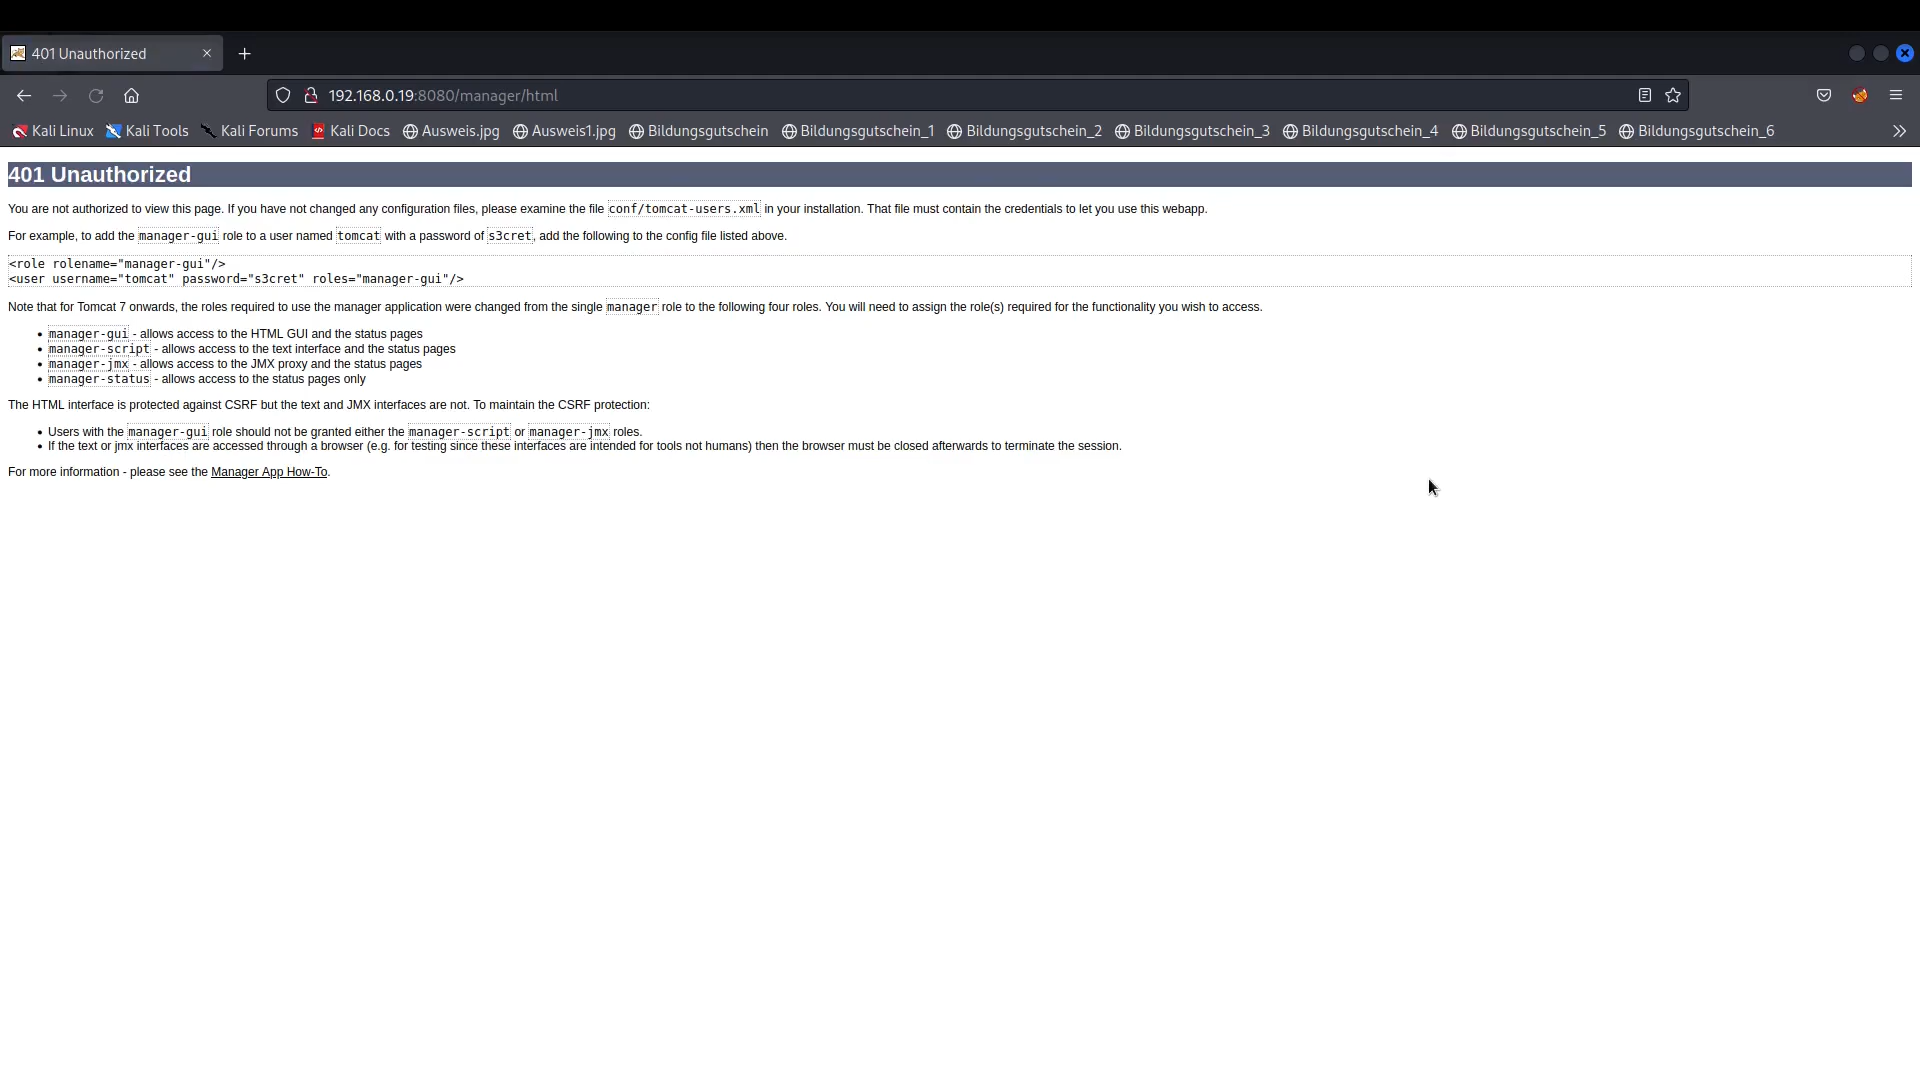 401 Unauthorized
192.168.0.19:8080/manager/html
Kali Linux Kali Tools Kali Forums Kali Docs Ausweis.jpg Ausweis1.jpg Bildungsgutschein Bildungsgutschein_1 Bildungsgutschein_2 Bildungsgutschein_3 Bildungsgutschein_4 Bildungsgutschein_5 Bildungsgutschein_6
401 Unauthorized
You are not authorized to view this page. If you have not changed any configuration files, please examine the file conf/tomcat-users.xml in your installation. That file must contain the credentials to let you use this webapp.
For example, to add the manager-gui role to a user named tomcat with a password of s3cret, add the following to the config file listed above.
<role rolename="manager-gui"/>
<user username="tomcat" password="s3cret" roles="manager-gui"/>
Note that for Tomcat 7 onwards, the roles required to use the manager application were changed from the single manager role to the following four roles. You will need to assign the role(s) required for the functionality you wish to access.
• manager-gui - allows access to the HTML GUI and the status pages
• manager-script - allows access to the text interface and the status pages
• manager-jmx - allows access to the JMX proxy and the status pages
• manager-status - allows access to the status pages only
The HTML interface is protected against CSRF but the text and JMX interfaces are not. To maintain the CSRF protection:
• Users with the manager-gui role should not be granted either the manager-script or manager-jmx roles.
• If the text or jmx interfaces are accessed through a browser (e.g. for testing since these interfaces are intended for tools not humans) then the browser must be closed afterwards to terminate the session.
For more information - please see the Manager App How-To.